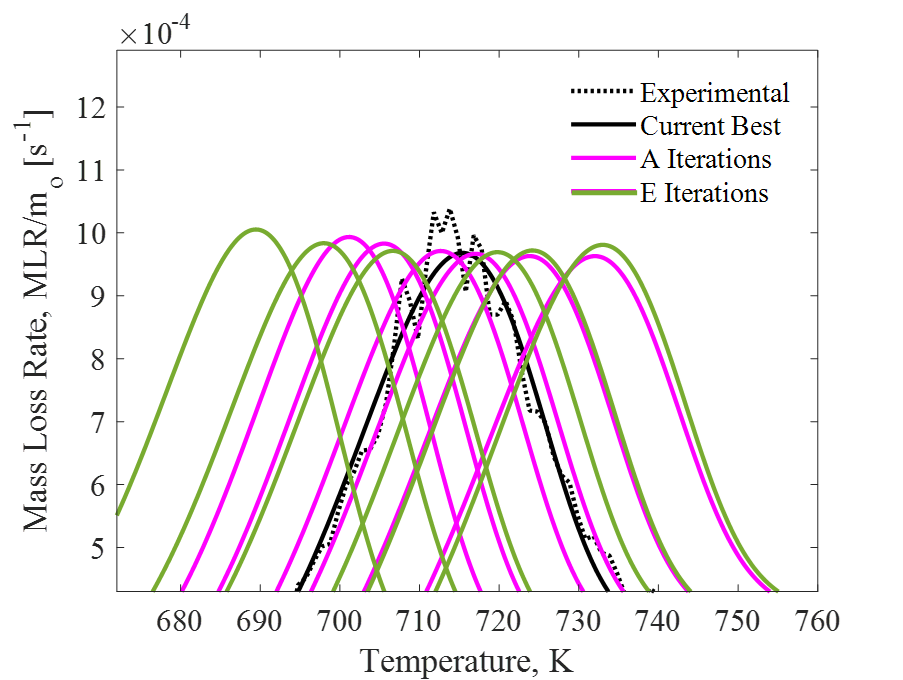 ×10-4
12
11
10
9
8
7
6
5
Mass Loss Rate, MLR/mo [s-1]
Experimental
Current Best
A Iterations
E Iterations
680 690 700 710 720 730 740 750 760
Temperature, K